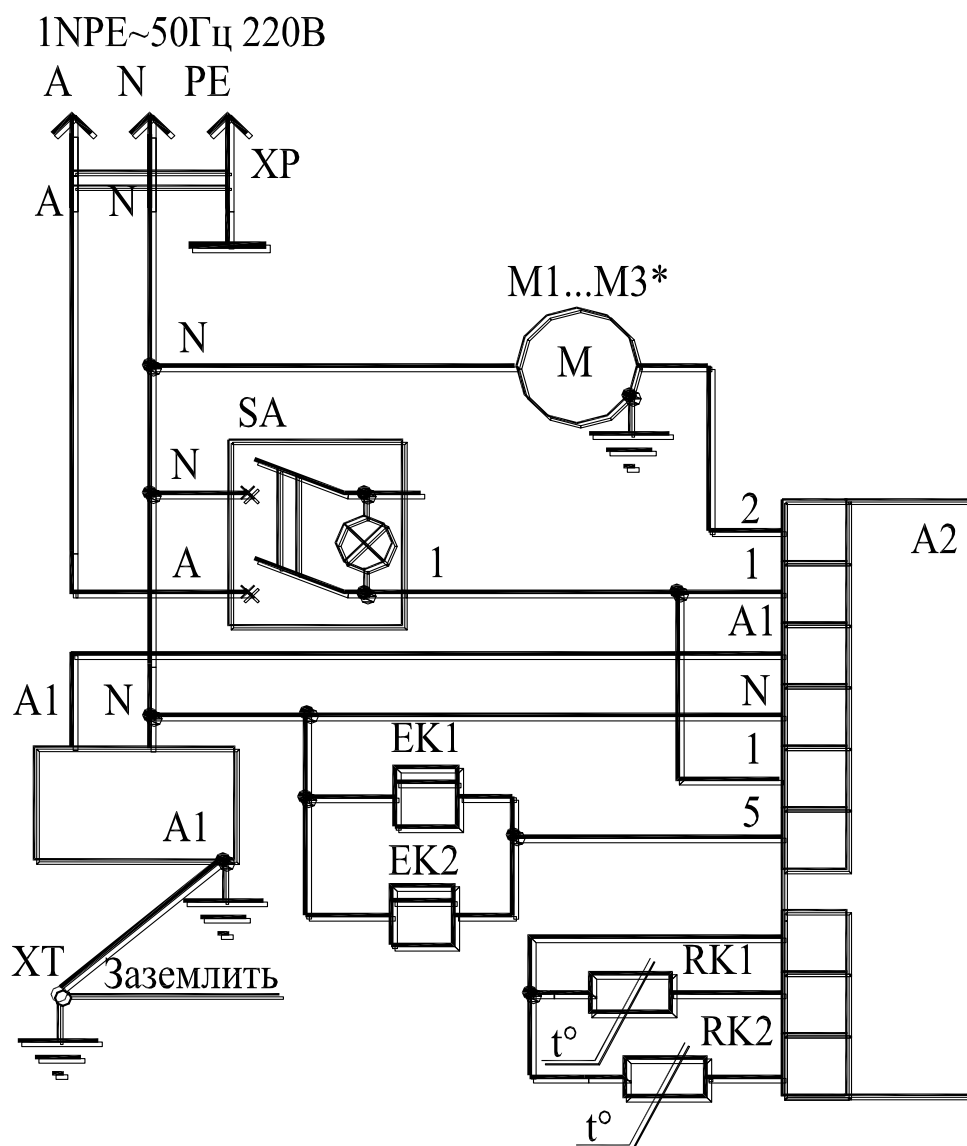 1NPE~50Гц 220В
A N PE
XP
A N
M1...M3*
N
M
SA
N
2
A2
A
1
1
A1
A1
N
N
1
EK1
5
A1
EK2
XT
Заземлить
RK1
t°
RK2
t°